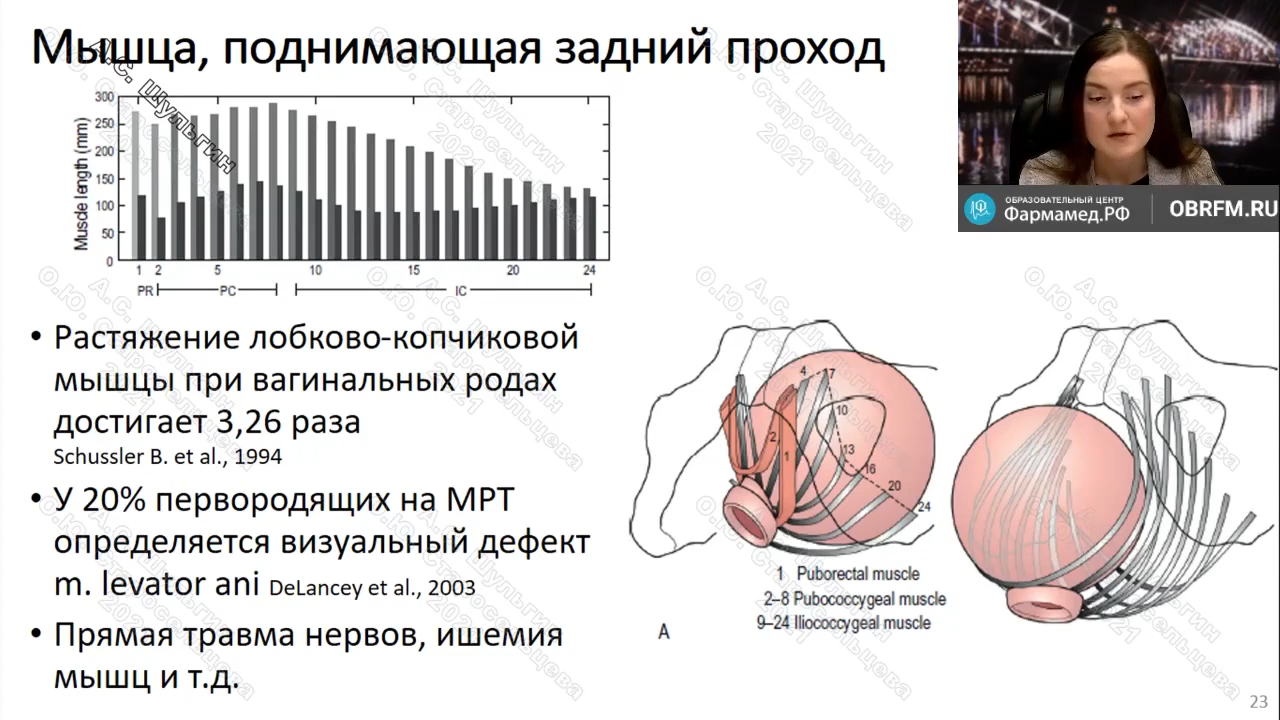 Мышца, поднимающая задний проход
ОБРАЗОВАТЕЛЬНЫЙ ЦЕНТР
Фармамед.РФ
OBRFM.RU
Muscle length (mm)
300
250
200
150
100
50
0
1 2 5 10 15 20 24
PR PC IC
• Растяжение лобково-копчиковой
мышцы при вагинальных родах
достигает 3,26 раза
Schussler B. et al., 1994
• У 20% первородящих на МРТ
определяется визуальный дефект
m. levator ani DeLancey et al., 2003
• Прямая травма нервов, ишемия
мышц и т.д.
4 7
10
2
1
13
16
20
24
1 Puborectal muscle
2–8 Pubococcygeal muscle
9–24 Iliococcygeal muscle
A
23
А.С. Шульгин
О.Ю. Старосельцева
2021